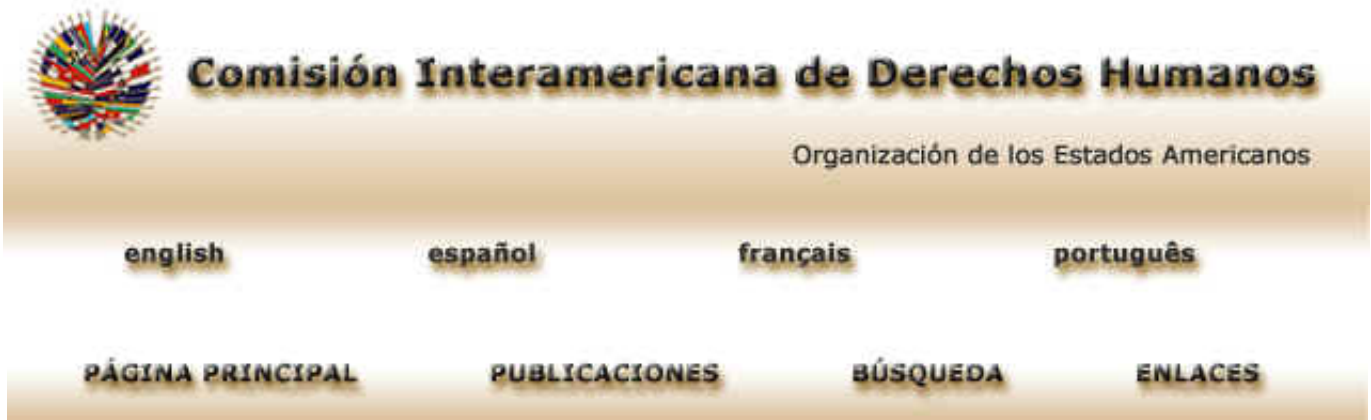 Comisión Interamericana de Derechos Humanos
Organización de los Estados Americanos
english español français português
PÁGINA PRINCIPAL PUBLICACIONES BÚSQUEDA ENLACES